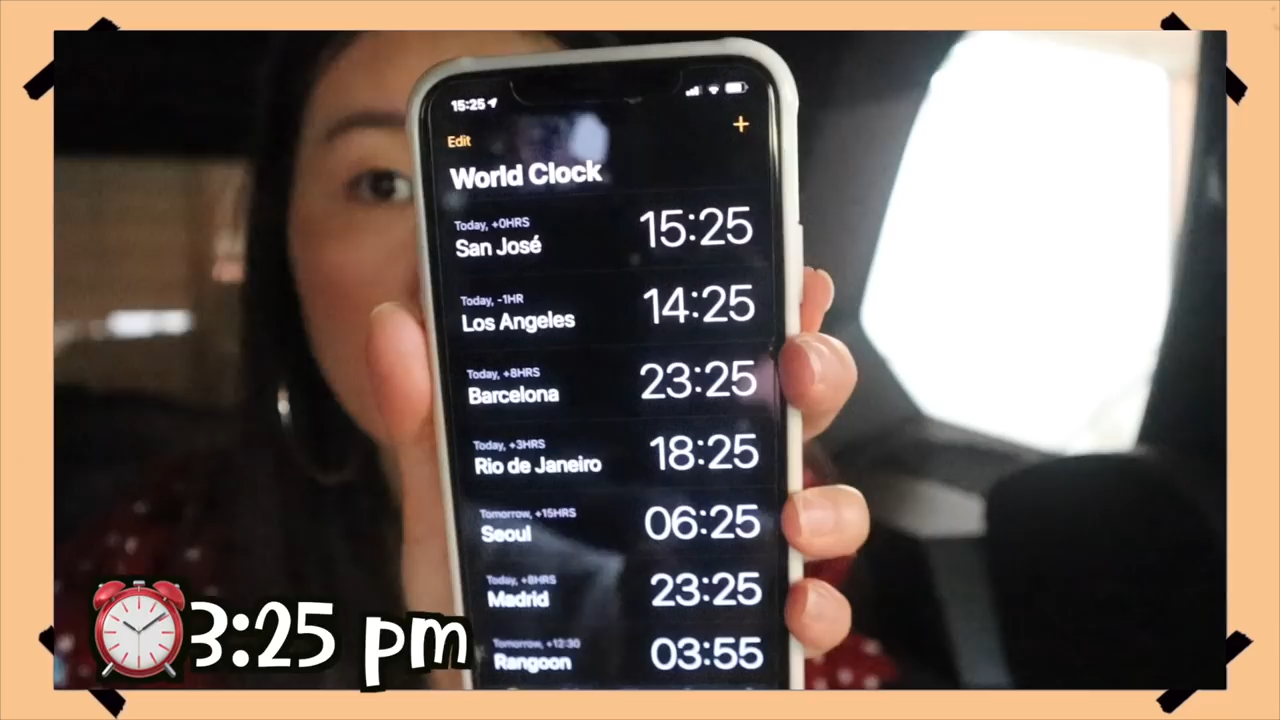 15:25
Edit
+
World Clock
Today, +0HRS
San José
15:25
Today, -1HR
Los Angeles
14:25
Today, +8HRS
Barcelona
23:25
Today, +3HRS
Rio de Janeiro
18:25
Tomorrow, +15HRS
Seoul
06:25
Today, +8HRS
Madrid
23:25
Tomorrow, +12:30
Rangoon
03:55
3:25 pm